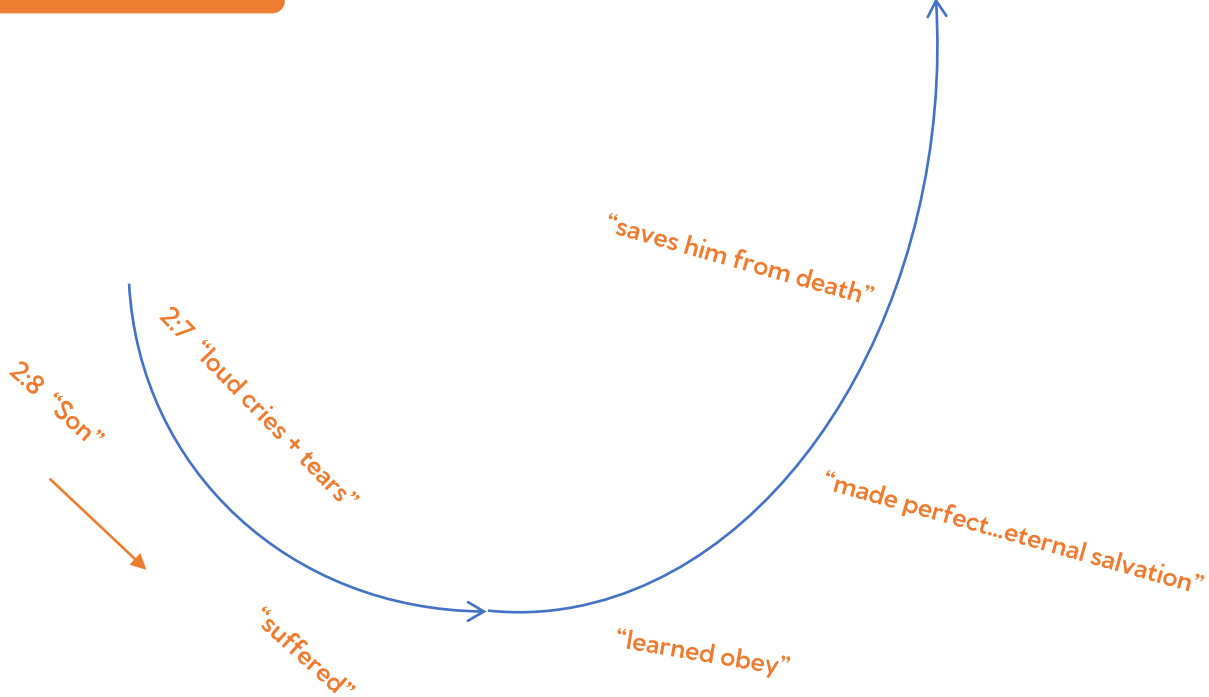 “saves him from death”
2:7 “loud cries + tears”
2:8 “Son”
“made perfect...eternal salvation”
“suffered”
“learned obey”